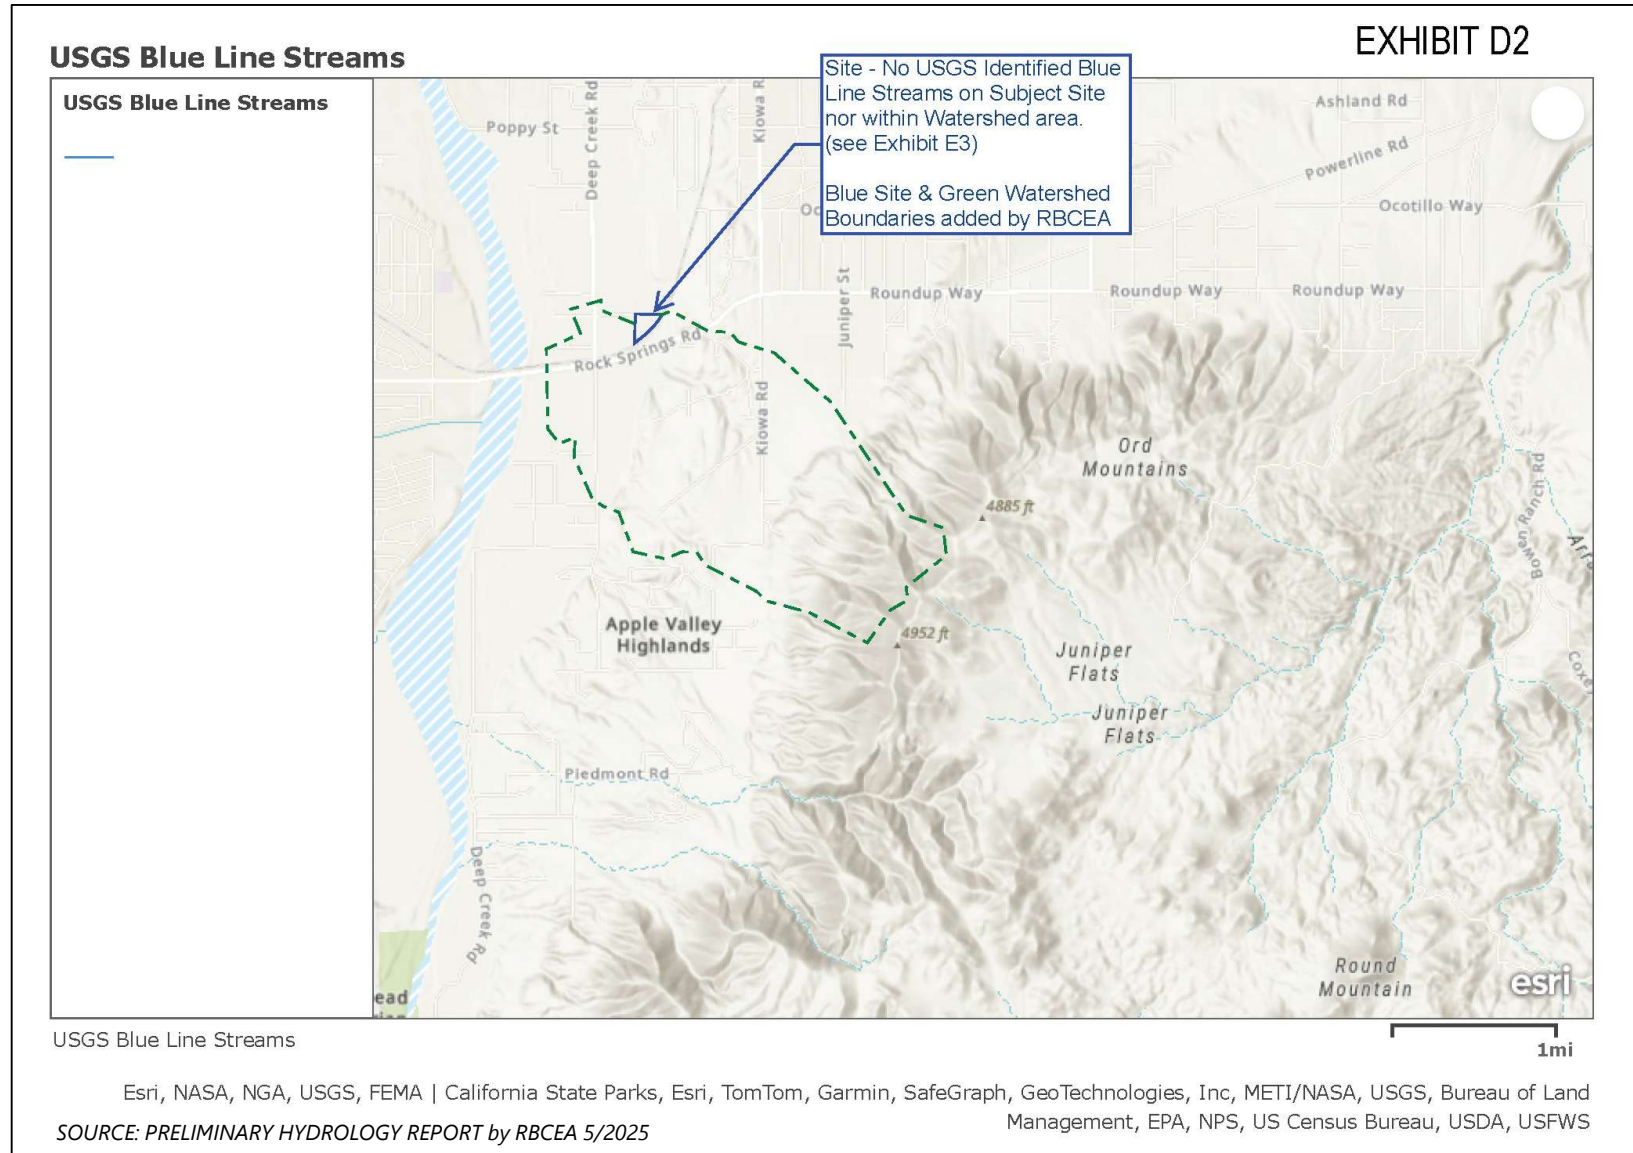 EXHIBIT D2
USGS Blue Line Streams
USGS Blue Line Streams
Site - No USGS Identified Blue
Line Streams on Subject Site
nor within Watershed area.
(see Exhibit E3)
Blue Site & Green Watershed
Boundaries added by RBCEA
Poppy St
Deep Creek Rd
Kiowa R
Ashland Rd
Powerline Rd
Ocotillo Way
Oc
Juniper St
Roundup Way
Roundup Way
Roundup Way
Rock Springs Rd
Kiowa Rd
Ord
Mountains
4885 ft
Bowen Ranch Rd
Arr
Apple Valley
Highlands
4952 ft
Juniper
Flats
Juniper
Flats
Coxe
Piedmont Rd
Deep Creek Rd
Round
Mountain
ead
esri
USGS Blue Line Streams
1mi
Esri, NASA, NGA, USGS, FEMA | California State Parks, Esri, TomTom, Garmin, SafeGraph, GeoTechnologies, Inc, METI/NASA, USGS, Bureau of Land
Management, EPA, NPS, US Census Bureau, USDA, USFWS
SOURCE: PRELIMINARY HYDROLOGY REPORT by RBCEA 5/2025